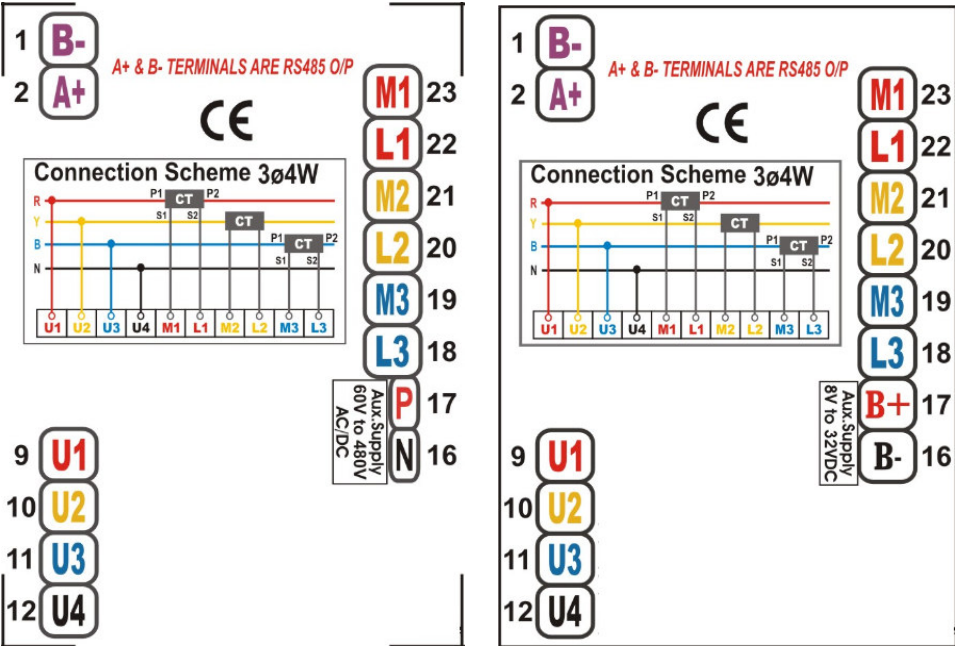 1 B-
2 A+
A+ & B- TERMINALS ARE RS485 O/P
CE
M1 23
L1 22
M2 21
L2 20
M3 19
L3 18
P 17
N 16
Aux.Supply
60V to 480V
AC/DC
Connection Scheme 3ø4W
P1 CT P2
R
S1 S2
Y CT
P1 CT P2
B
S1 S2
N
U1 U2 U3 U4 M1 L1 M2 L2 M3 L3
9 U1
10 U2
11 U3
12 U4
1 B-
2 A+
A+ & B- TERMINALS ARE RS485 O/P
CE
M1 23
L1 22
M2 21
L2 20
M3 19
L3 18
B+ 17
B- 16
Aux.Supply
8V to 32VDC
Connection Scheme 3ø4W
P1 CT P2
R
S1 S2
Y CT
P1 CT P2
B
S1 S2
N
U1 U2 U3 U4 M1 L1 M2 L2 M3 L3
9 U1
10 U2
11 U3
12 U4